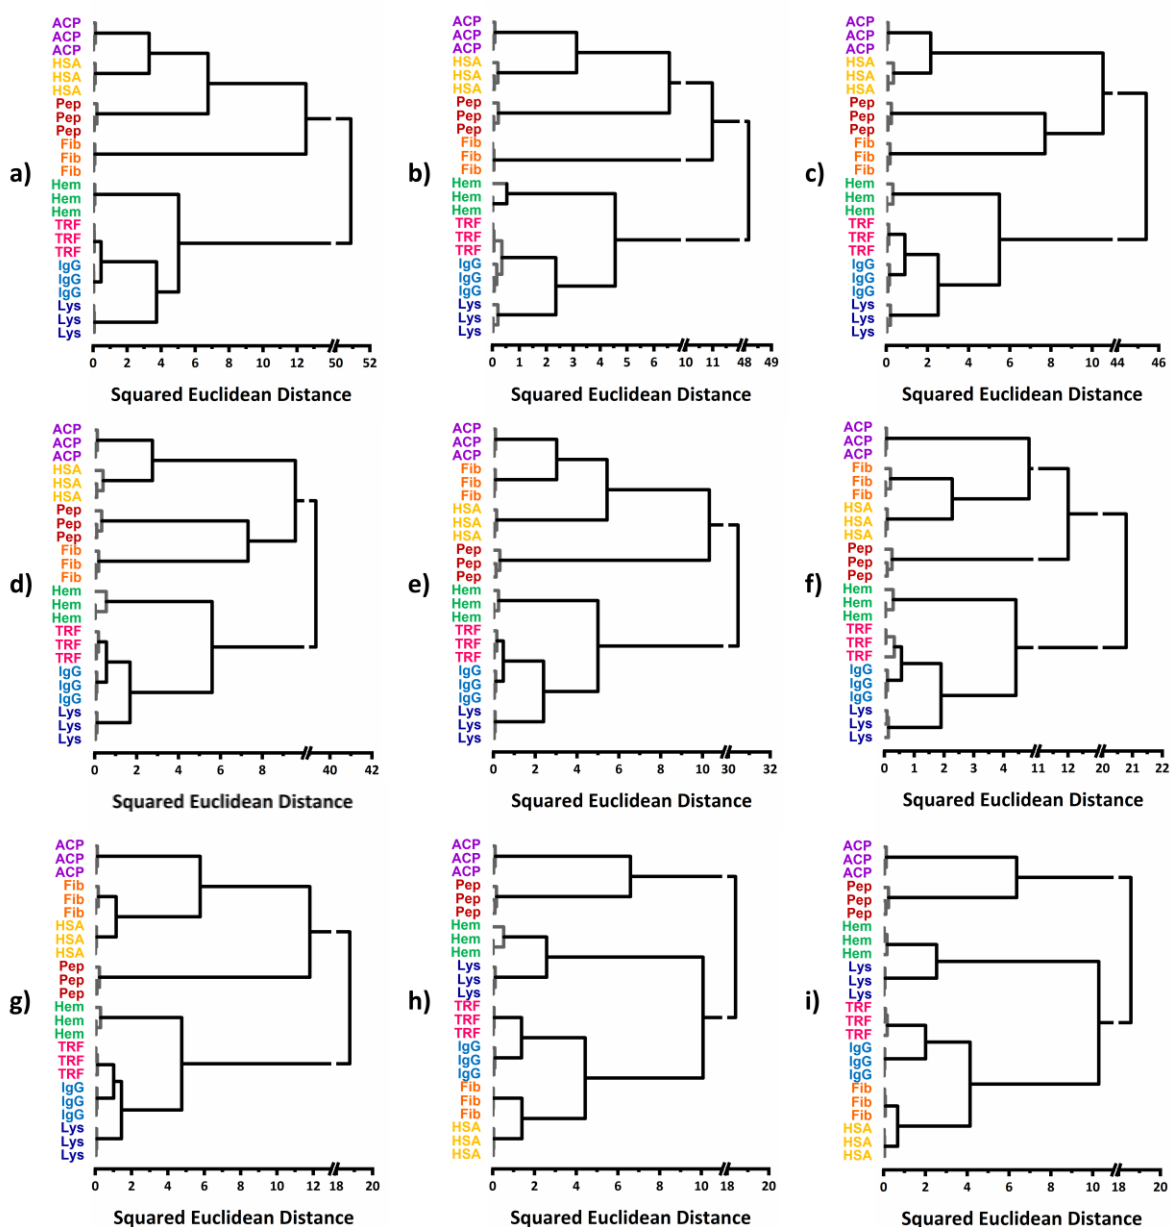 a)
ACP
ACP
ACP
HSA
HSA
HSA
Pep
Pep
Pep
Fib
Fib
Fib
Hem
Hem
Hem
TRF
TRF
TRF
IgG
IgG
IgG
Lys
Lys
Lys
0 2 4 6 8 10 12 50 52
Squared Euclidean Distance
b)
ACP
ACP
ACP
HSA
HSA
HSA
Pep
Pep
Pep
Fib
Fib
Fib
Hem
Hem
Hem
TRF
TRF
TRF
IgG
IgG
IgG
Lys
Lys
Lys
0 1 2 3 4 5 6 10 11 48 49
Squared Euclidean Distance
c)
ACP
ACP
ACP
HSA
HSA
HSA
Pep
Pep
Pep
Fib
Fib
Fib
Hem
Hem
Hem
TRF
TRF
TRF
IgG
IgG
IgG
Lys
Lys
Lys
0 2 4 6 8 10 44 46
Squared Euclidean Distance
d)
ACP
ACP
ACP
HSA
HSA
HSA
Pep
Pep
Pep
Fib
Fib
Fib
Hem
Hem
Hem
TRF
TRF
TRF
IgG
IgG
IgG
Lys
Lys
Lys
0 2 4 6 8 40 42
Squared Euclidean Distance
e)
ACP
ACP
ACP
Fib
Fib
Fib
HSA
HSA
HSA
Pep
Pep
Pep
Hem
Hem
Hem
TRF
TRF
TRF
IgG
IgG
IgG
Lys
Lys
Lys
0 2 4 6 8 10 30 32
Squared Euclidean Distance
f)
ACP
ACP
ACP
Fib
Fib
Fib
HSA
HSA
HSA
Pep
Pep
Pep
Hem
Hem
Hem
TRF
TRF
TRF
IgG
IgG
IgG
Lys
Lys
Lys
0 1 2 3 4 11 12 20 21 22
Squared Euclidean Distance
g)
ACP
ACP
ACP
Fib
Fib
Fib
HSA
HSA
HSA
Pep
Pep
Pep
Hem
Hem
Hem
TRF
TRF
TRF
IgG
IgG
IgG
Lys
Lys
Lys
0 2 4 6 8 10 12 18 20
Squared Euclidean Distance
h)
ACP
ACP
ACP
Pep
Pep
Pep
Hem
Hem
Hem
Lys
Lys
Lys
TRF
TRF
TRF
IgG
IgG
IgG
Fib
Fib
Fib
HSA
HSA
HSA
0 2 4 6 8 10 18 20
Squared Euclidean Distance
i)
ACP
ACP
ACP
Pep
Pep
Pep
Hem
Hem
Hem
Lys
Lys
Lys
TRF
TRF
TRF
IgG
IgG
IgG
Fib
Fib
Fib
HSA
HSA
HSA
0 2 4 6 8 10 18 20
Squared Euclidean Distance